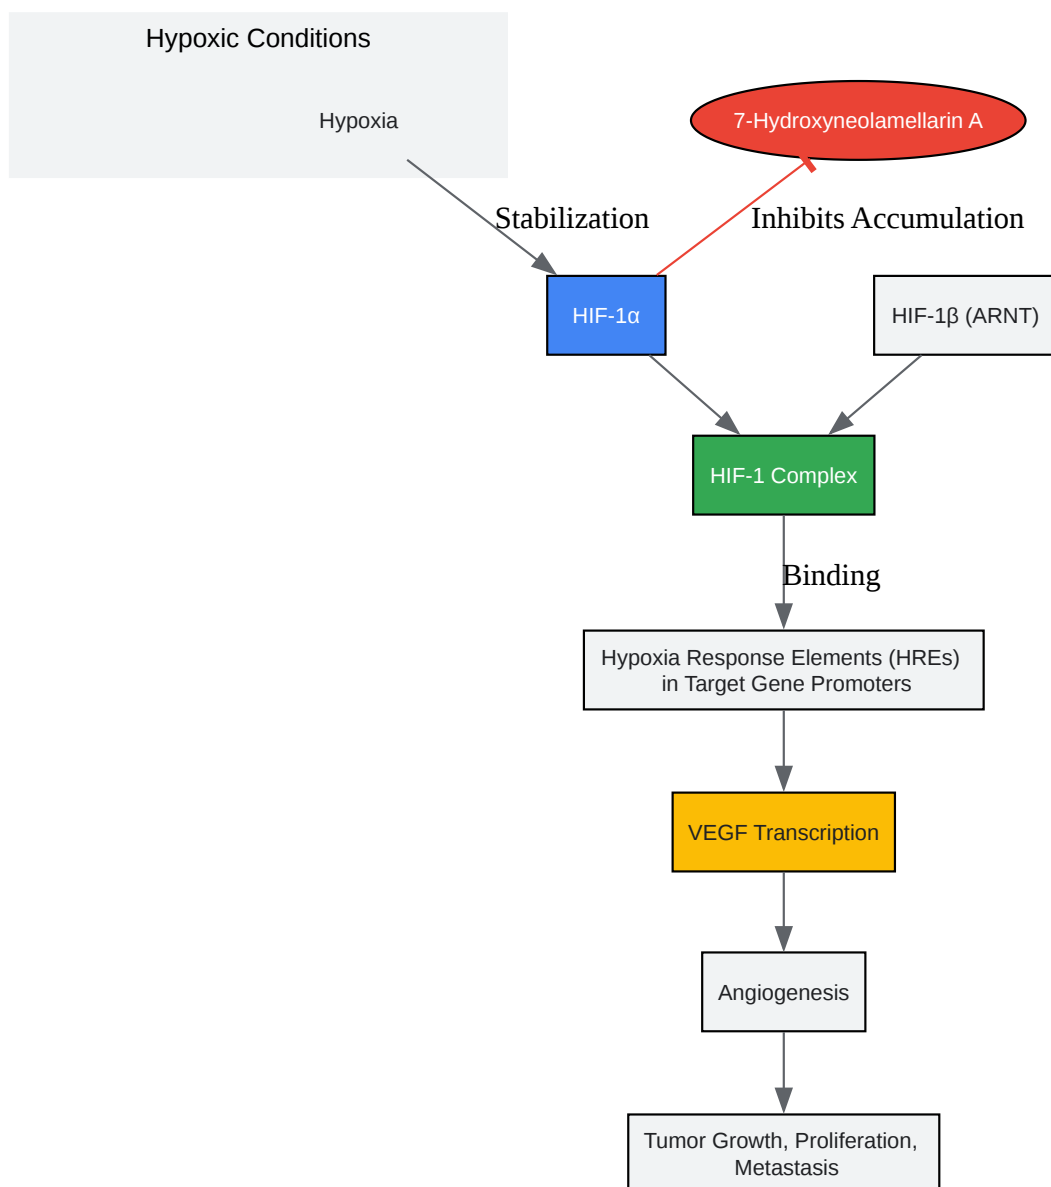 Hypoxic Conditions
Hypoxia
7-Hydroxyneolamellarin A
Stabilization
Inhibits Accumulation
HIF-1α
HIF-1β (ARNT)
HIF-1 Complex
Binding
Hypoxia Response Elements (HREs)
in Target Gene Promoters
VEGF Transcription
Angiogenesis
Tumor Growth, Proliferation,
Metastasis